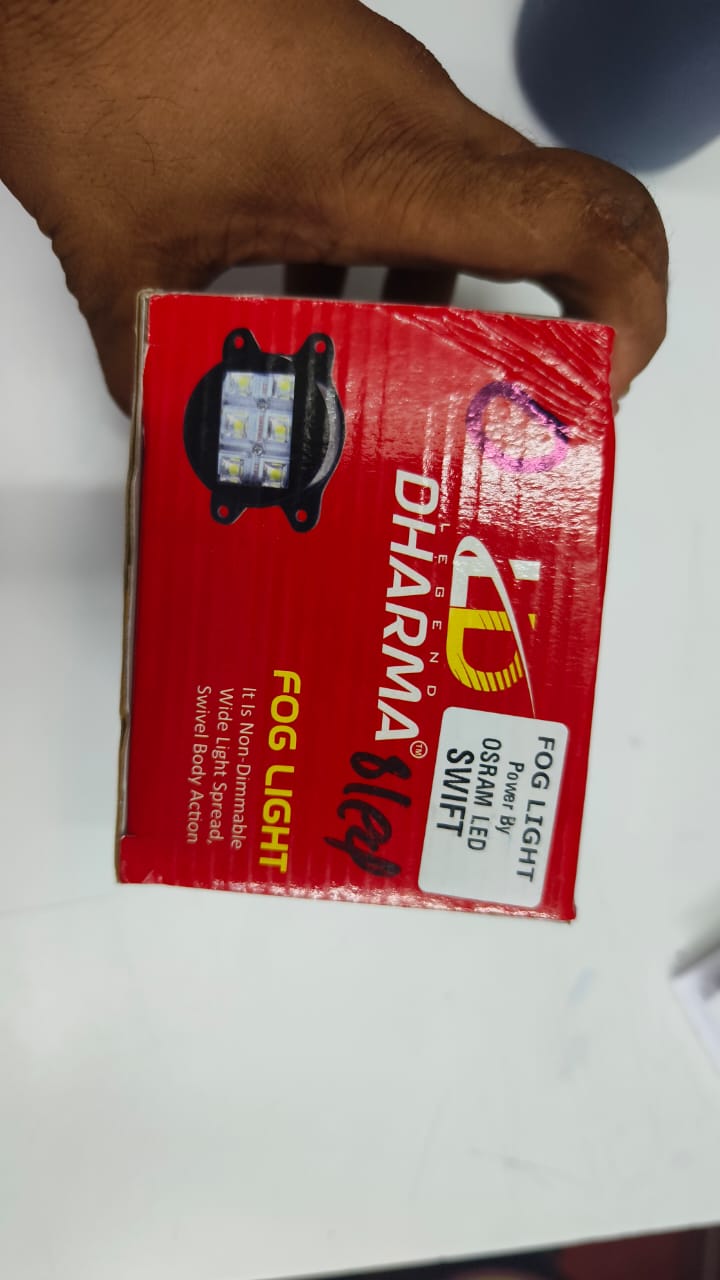 LD
LEGEND
DHARMA™
FOG LIGHT
Power By
OSRAM LED
SWIFT
FOG LIGHT
It Is Non-Dimmable
Wide Light Spread,
Swivel Body Action